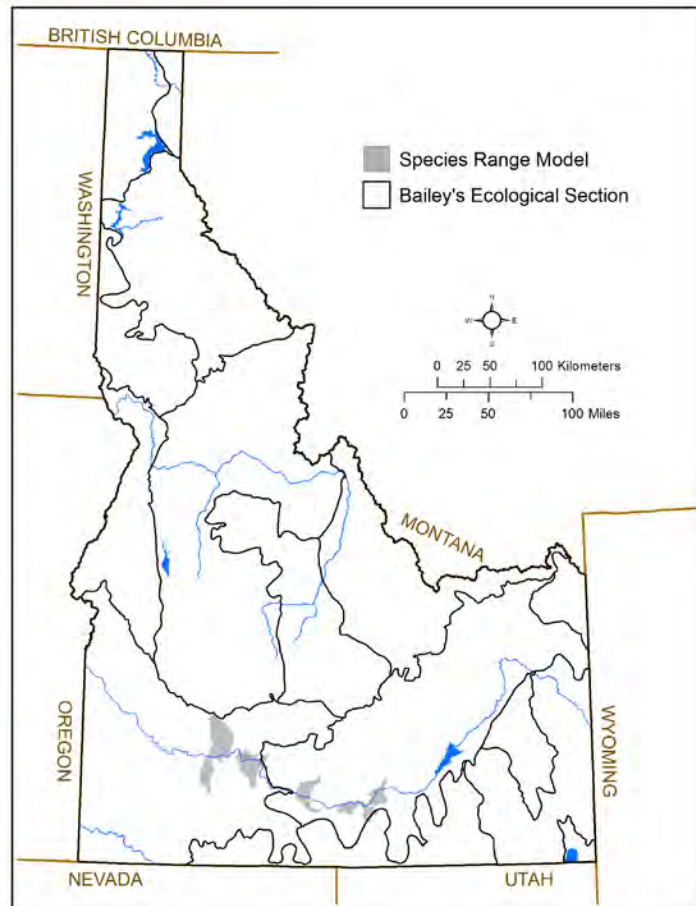 BRITISH COLUMBIA
WASHINGTON
Species Range Model
Bailey's Ecological Section
N
W
E
S
0 25 50 100 Kilometers
0 25 50 100 Miles
MONTANA
OREGON
WYOMING
NEVADA
UTAH